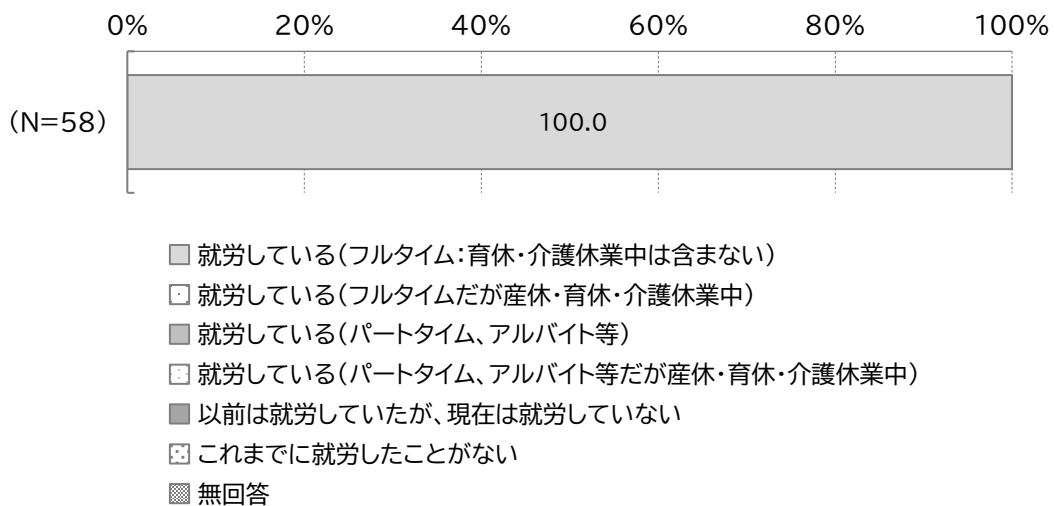 0% 20% 40% 60% 80% 100%
(N=58) 100.0
就労している(フルタイム:育休・介護休業中は含まない)
就労している(フルタイムだが産休・育休・介護休業中)
就労している(パートタイム、アルバイト等)
就労している(パートタイム、アルバイト等だが産休・育休・介護休業中)
以前は就労していたが、現在は就労していない
これまでに就労したことがない
無回答